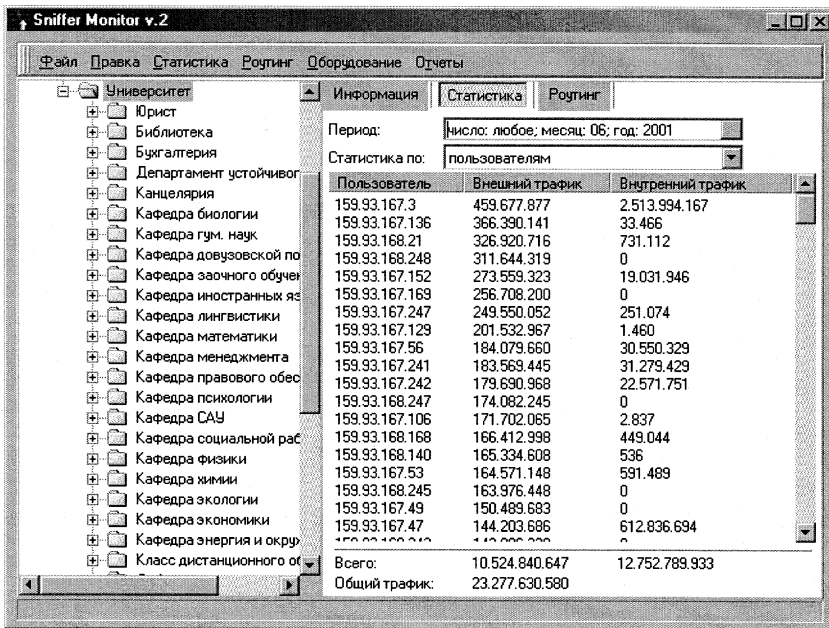 Sniffer Monitor v.2
Файл Правка Статистика Роутинг Оборудование Отчеты
Университет
Юрист
Библиотека
Бухгалтерия
Департамент устойчивог
Канцелярия
Кафедра биологии
Кафедра гум. наук
Кафедра довузовской по
Кафедра заочного обучен
Кафедра иностранных яз
Кафедра лингвистики
Кафедра математики
Кафедра менеджмента
Кафедра правового обес
Кафедра психологии
Кафедра САУ
Кафедра социальной раб
Кафедра физики
Кафедра химии
Кафедра экологии
Кафедра экономики
Кафедра энергия и окруж
Класс дистанционного об
Информация Статистика Роутинг
Период: число: любое; месяц: 06; год: 2001
Статистика по: пользователям
Пользователь Внешний трафик Внутренний трафик
159.93.167.3 459.677.877 2.513.994.167
159.93.167.136 366.390.141 33.466
159.93.168.21 326.920.716 731.112
159.93.168.248 311.644.319 0
159.93.167.152 273.559.323 19.031.946
159.93.167.169 256.708.200 0
159.93.167.247 249.550.052 251.074
159.93.167.129 201.532.967 1.460
159.93.167.56 184.079.660 30.550.329
159.93.167.241 183.569.445 31.279.429
159.93.167.242 179.690.968 22.571.751
159.93.168.247 174.082.245 0
159.93.167.106 171.702.065 2.837
159.93.168.168 166.412.998 449.044
159.93.168.140 165.334.608 536
159.93.167.53 164.571.148 591.489
159.93.168.245 163.976.448 0
159.93.167.49 150.489.683 0
159.93.167.47 144.203.686 612.836.694
Всего: 10.524.840.647 12.752.789.933
Общий трафик: 23.277.630.580